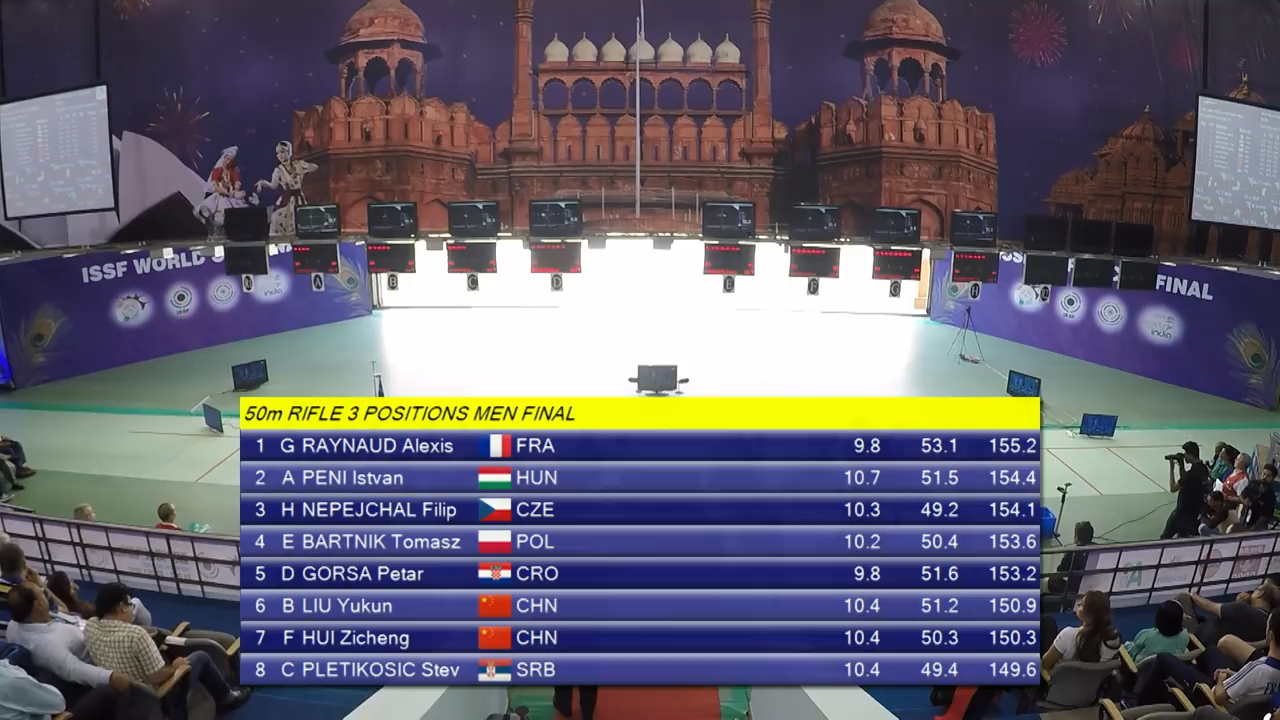 ISSF WORLD
FINAL
india
india
A
B
C
D
E
F
G
H
50m RIFLE 3 POSITIONS MEN FINAL
1 G RAYNAUD Alexis FRA 9.8 53.1 155.2
2 A PENI Istvan HUN 10.7 51.5 154.4
3 H NEPEJCHAL Filip CZE 10.3 49.2 154.1
4 E BARTNIK Tomasz POL 10.2 50.4 153.6
5 D GORSA Petar CRO 9.8 51.6 153.2
6 B LIU Yukun CHN 10.4 51.2 150.9
7 F HUI Zicheng CHN 10.4 50.3 150.3
8 C PLETIKOSIC Stev SRB 10.4 49.4 149.6